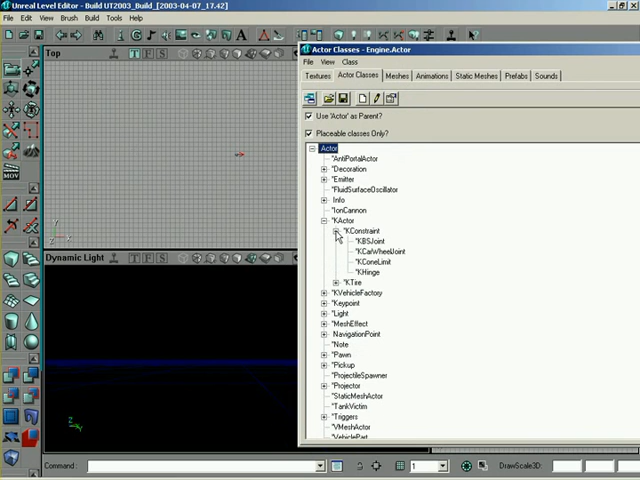 Unreal Level Editor - Build UT2003_Build_[2003-04-07_17.42]
File Edit View Brush Build Tools Help
Top
Actor Classes - Engine.Actor
File View Class
Textures Actor Classes Meshes Animations Static Meshes Prefabs Sounds
Use 'Actor' as Parent?
Placeable classes Only?
Actor
*AntiPortalActor
*Decoration
*Emitter
*FluidSurfaceOscillator
Info
*IonCannon
*KActor
*KConstraint
*KBSJoint
*KCarWheelJoint
*KConeLimit
*KHinge
*KTire
*KVehicleFactory
*Keypoint
*Light
*MeshEffect
NavigationPoint
*Note
*Pawn
*Pickup
*ProjectileSpawner
*Projector
*StaticMeshActor
*TankVictim
*Triggers
*VMeshActor
*VehiclePart
Dynamic Light
MOV
Y
X
Z
Z
Y
Command:
1
DrawScale3D: